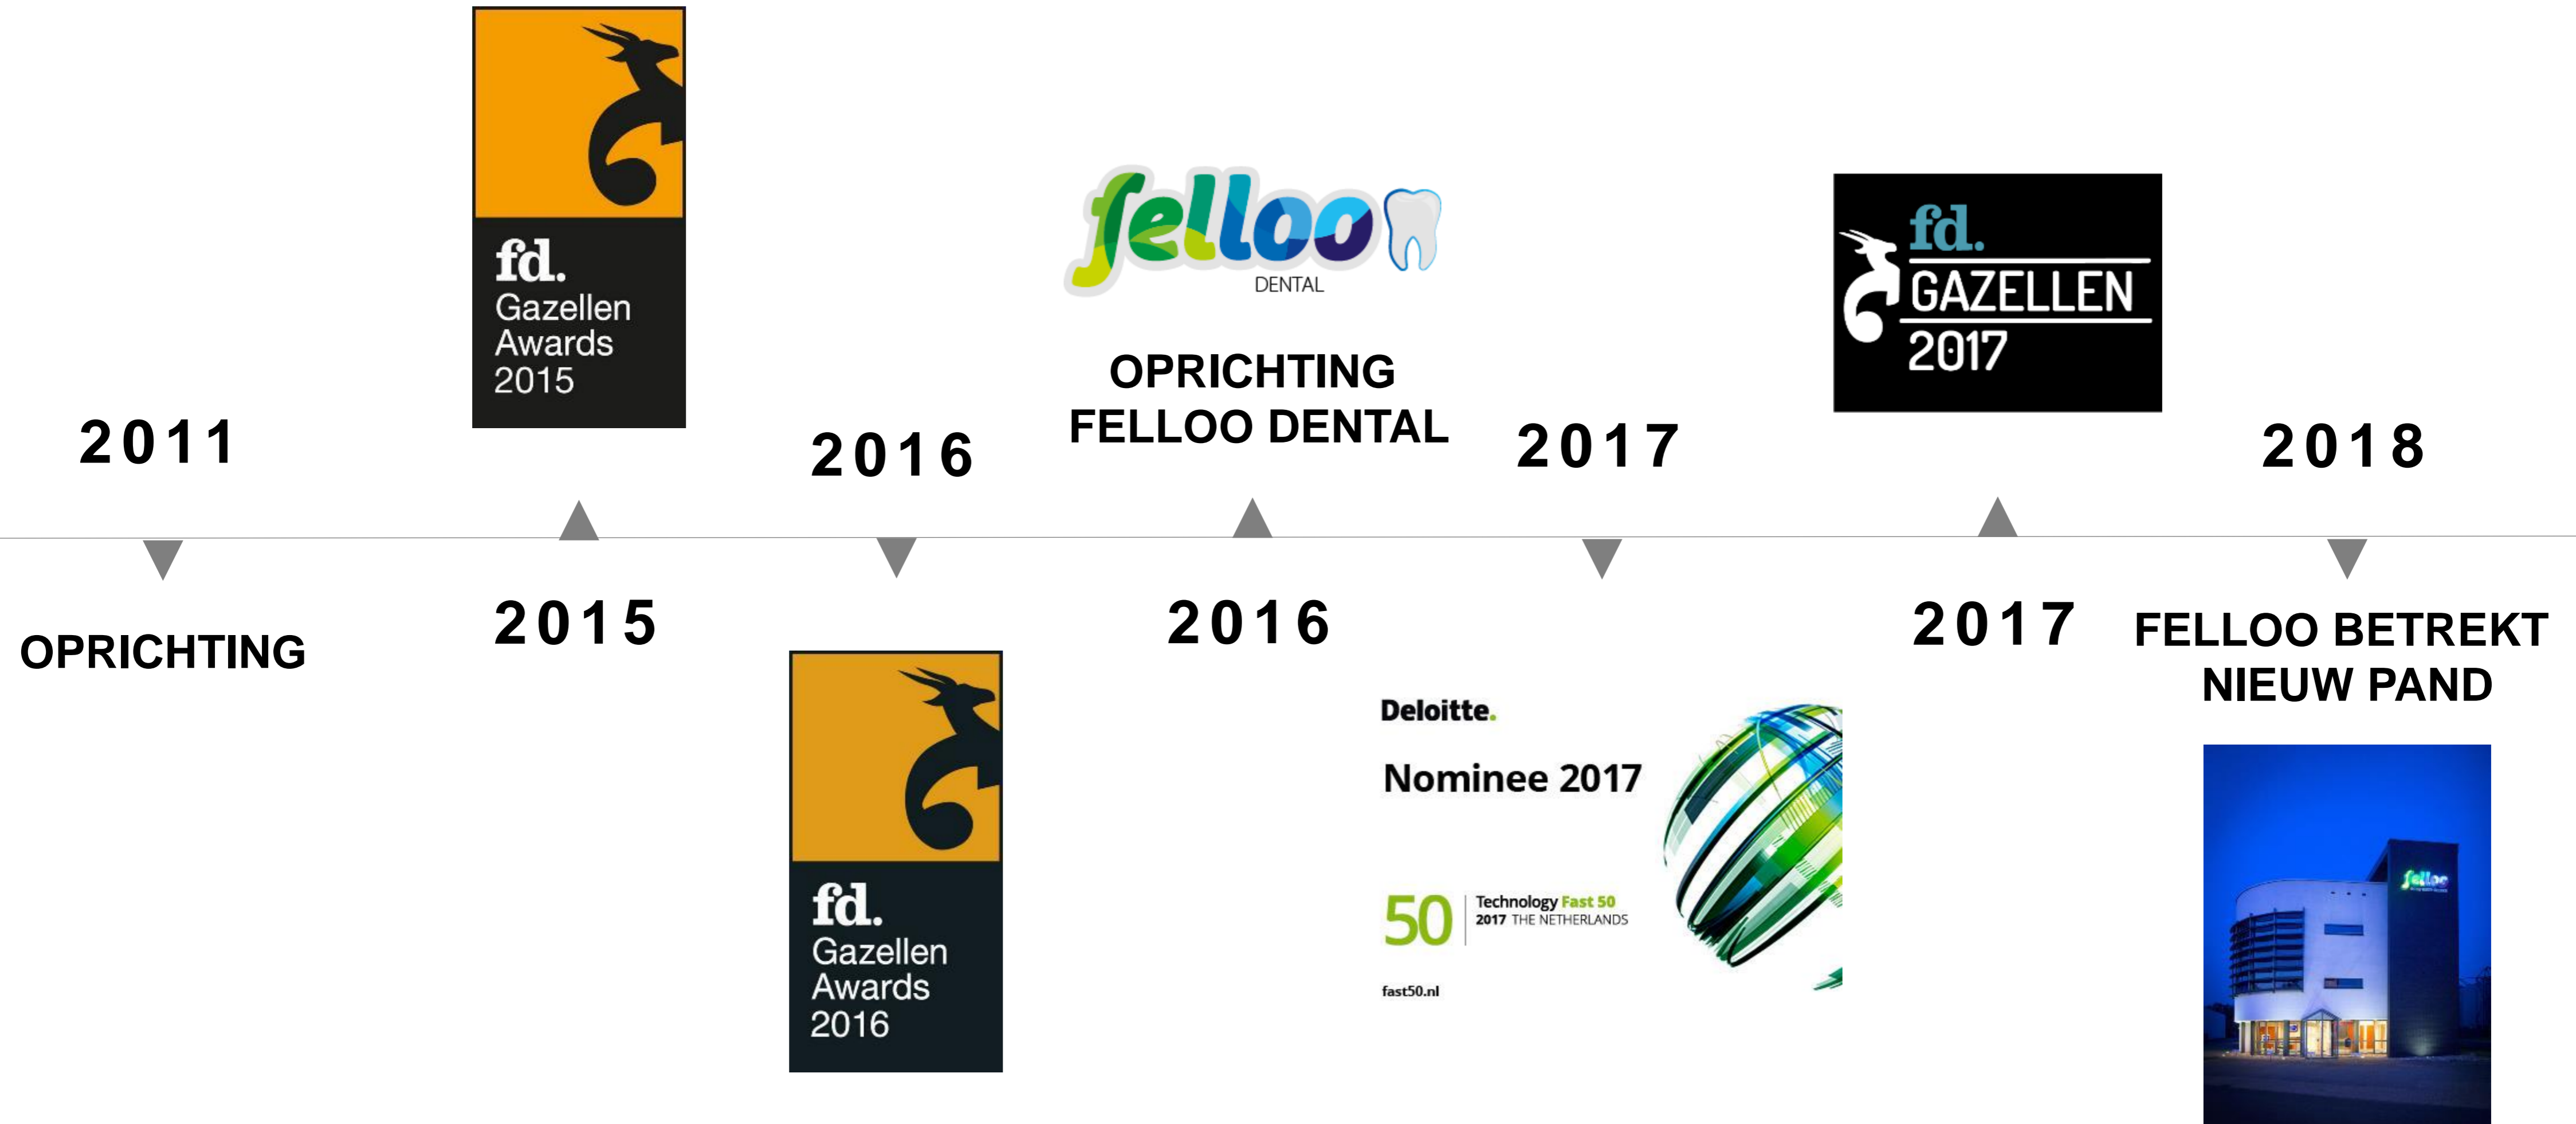 2011
OPRICHTING
fd.
Gazellen
Awards
2015
2015
2016
fd.
Gazellen
Awards
2016
felloo
DENTAL
OPRICHTING
FELLOO DENTAL
2016
2017
Deloitte.
Nominee 2017
50
Technology Fast 50
2017 THE NETHERLANDS
fast50.nl
fd.
GAZELLEN
2017
2017
2018
FELLOO BETREKT
NIEUW PAND
felloo